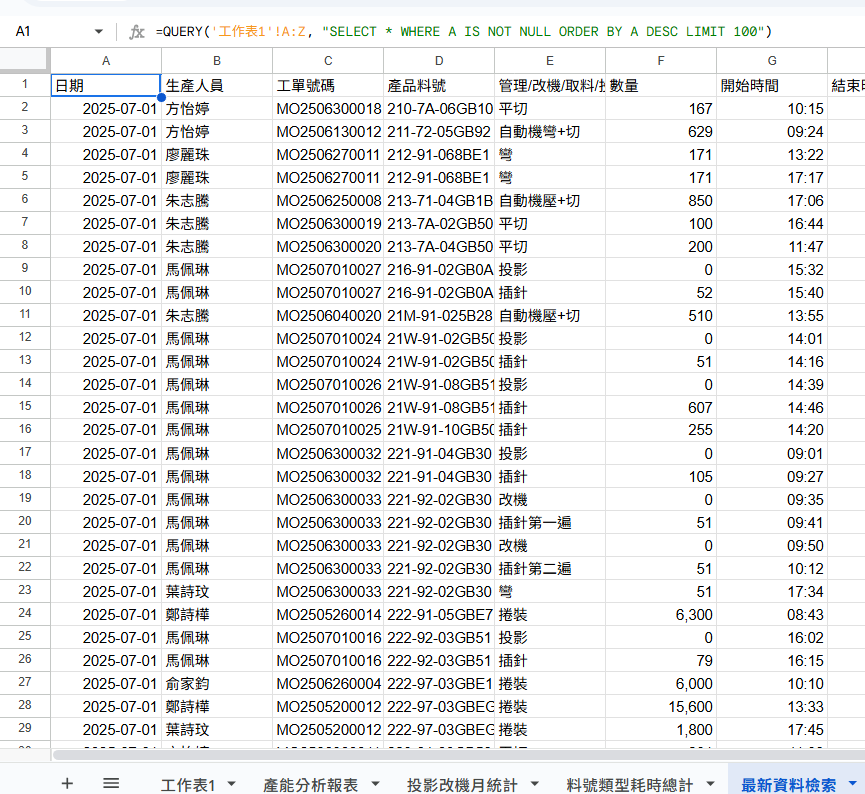 A1 fx =QUERY('工作表1'!A:Z, "SELECT * WHERE A IS NOT NULL ORDER BY A DESC LIMIT 100")
A B C D E F G
1 日期 生產人員 工單號碼 產品料號 管理/改機/取料/ 數量 開始時間
2 2025-07-01 方怡婷 MO2506300018 210-7A-06GB10 平切 167 10:15
3 2025-07-01 方怡婷 MO2506130012 211-72-05GB92 自動機彎+切 629 09:24
4 2025-07-01 廖麗珠 MO2506270011 212-91-068BE1 彎 171 13:22
5 2025-07-01 廖麗珠 MO2506270011 212-91-068BE1 彎 171 17:17
6 2025-07-01 朱志騰 MO2506250008 213-71-04GB1B 自動機壓+切 850 17:06
7 2025-07-01 朱志騰 MO2506300019 213-7A-02GB50 平切 100 16:44
8 2025-07-01 朱志騰 MO2506300020 213-7A-04GB50 平切 200 11:47
9 2025-07-01 馬佩琳 MO2507010027 216-91-02GB0A 投影 0 15:32
10 2025-07-01 馬佩琳 MO2507010027 216-91-02GB0A 插針 52 15:40
11 2025-07-01 朱志騰 MO2506040020 21M-91-025B28 自動機壓+切 510 13:55
12 2025-07-01 馬佩琳 MO2507010024 21W-91-02GB50 投影 0 14:01
13 2025-07-01 馬佩琳 MO2507010024 21W-91-02GB50 插針 51 14:16
14 2025-07-01 馬佩琳 MO2507010026 21W-91-08GB51 投影 0 14:39
15 2025-07-01 馬佩琳 MO2507010026 21W-91-08GB51 插針 607 14:46
16 2025-07-01 馬佩琳 MO2507010025 21W-91-10GB50 插針 255 14:20
17 2025-07-01 馬佩琳 MO2506300032 221-91-04GB30 投影 0 09:01
18 2025-07-01 馬佩琳 MO2506300032 221-91-04GB30 插針 105 09:27
19 2025-07-01 馬佩琳 MO2506300033 221-92-02GB30 改機 0 09:35
20 2025-07-01 馬佩琳 MO2506300033 221-92-02GB30 插針第一遍 51 09:41
21 2025-07-01 馬佩琳 MO2506300033 221-92-02GB30 改機 0 09:50
22 2025-07-01 馬佩琳 MO2506300033 221-92-02GB30 插針第二遍 51 10:12
23 2025-07-01 葉詩玟 MO2506300033 221-92-02GB30 彎 51 17:34
24 2025-07-01 鄭詩樺 MO2505260014 222-91-05GBE7 捲裝 6,300 08:43
25 2025-07-01 馬佩琳 MO2507010016 222-92-03GB51 投影 0 16:02
26 2025-07-01 馬佩琳 MO2507010016 222-92-03GB51 插針 79 16:15
27 2025-07-01 俞家鈞 MO2506260004 222-97-03GBE1 捲裝 6,000 10:10
28 2025-07-01 鄭詩樺 MO2505200012 222-97-03GBEG 捲裝 15,600 13:33
29 2025-07-01 葉詩玟 MO2505200012 222-97-03GBEG 捲裝 1,800 17:45
工作表1 產能分析報表 投影改機月統計 料號類型耗時總計 最新資料檢索